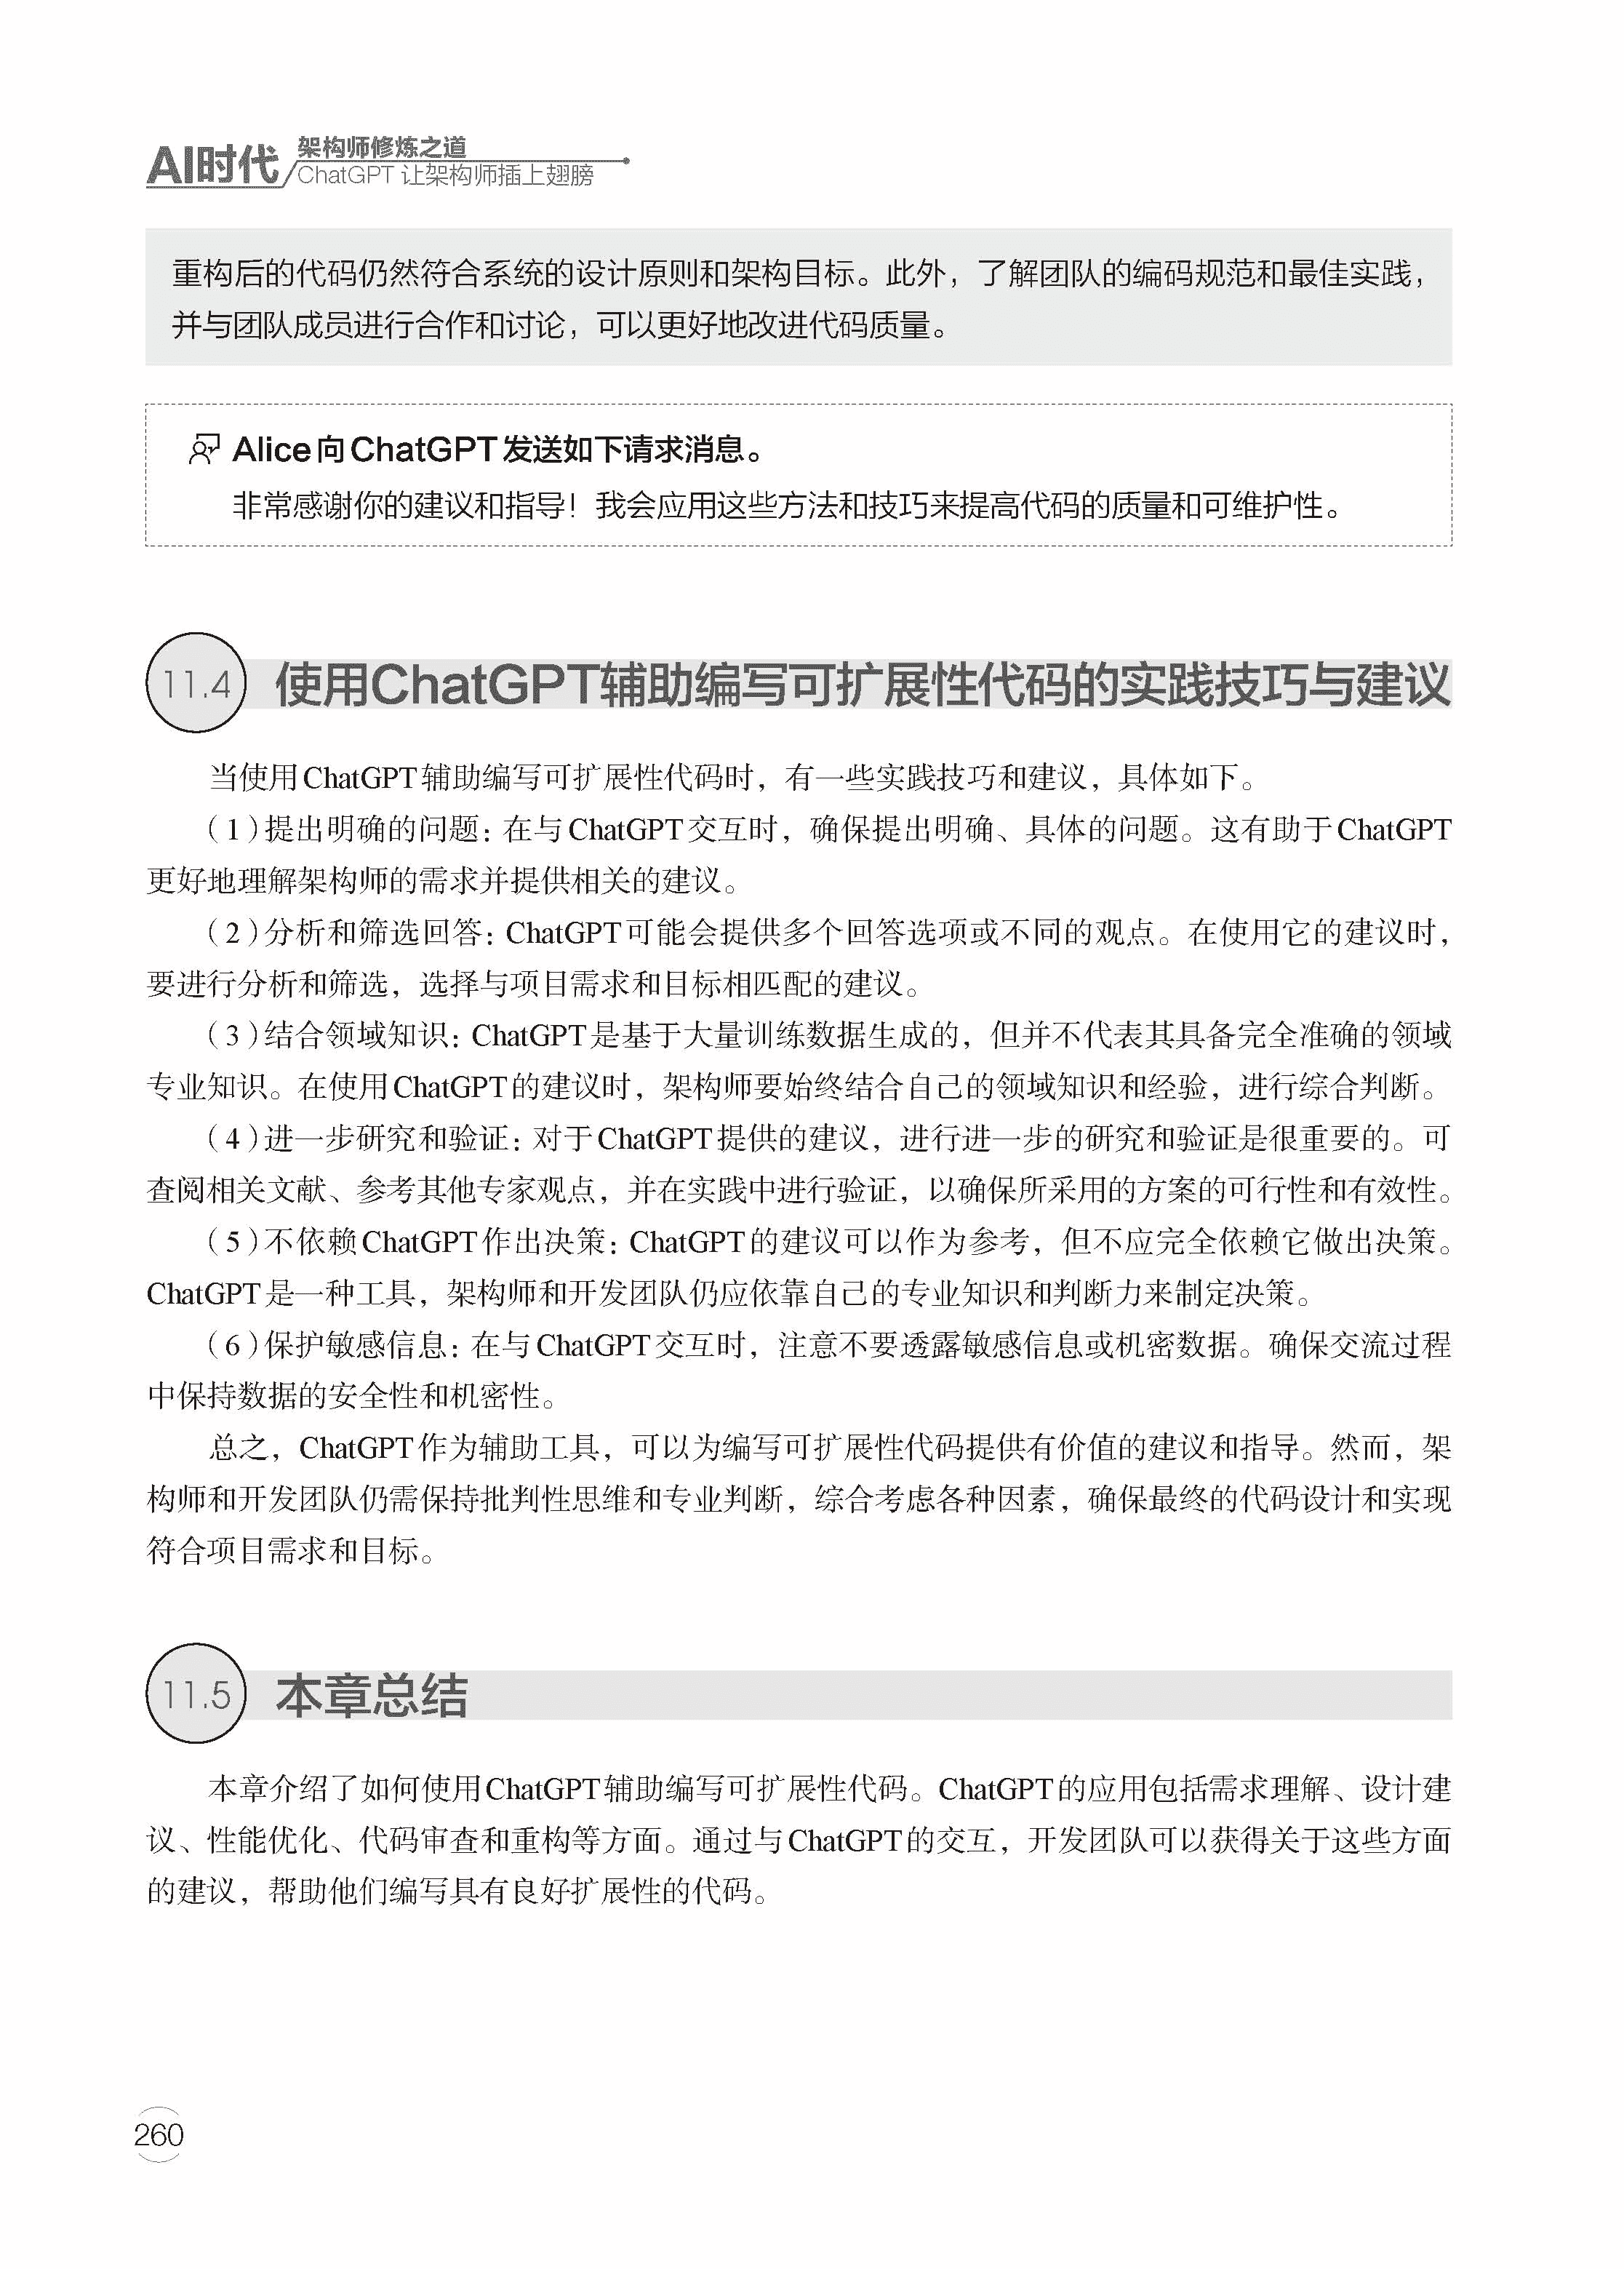 AI时代
架构师修炼之道
ChatGPT 让架构师插上翅膀
重构后的代码仍然符合系统的设计原则和架构目标。此外，了解团队的编码规范和最佳实践，
并与团队成员进行合作和讨论，可以更好地改进代码质量。
Alice向ChatGPT发送如下请求消息。
非常感谢你的建议和指导！我会应用这些方法和技巧来提高代码的质量和可维护性。
11.4 使用ChatGPT辅助编写可扩展性代码的实践技巧与建议
当使用ChatGPT辅助编写可扩展性代码时，有一些实践技巧和建议，具体如下。
（1）提出明确的问题：在与ChatGPT交互时，确保提出明确、具体的问题。这有助于ChatGPT
更好地理解架构师的需求并提供相关的建议。
（2）分析和筛选回答：ChatGPT可能会提供多个回答选项或不同的观点。在使用它的建议时，
要进行分析和筛选，选择与项目需求和目标相匹配的建议。
（3）结合领域知识：ChatGPT是基于大量训练数据生成的，但并不代表其具备完全准确的领域
专业知识。在使用ChatGPT的建议时，架构师要始终结合自己的领域知识和经验，进行综合判断。
（4）进一步研究和验证：对于ChatGPT提供的建议，进行进一步的研究和验证是很重要的。可
查阅相关文献、参考其他专家观点，并在实践中进行验证，以确保所采用的方案的可行性和有效性。
（5）不依赖ChatGPT作出决策：ChatGPT的建议可以作为参考，但不应完全依赖它做出决策。
ChatGPT是一种工具，架构师和开发团队仍应依靠自己的专业知识和判断力来制定决策。
（6）保护敏感信息：在与ChatGPT交互时，注意不要透露敏感信息或机密数据。确保交流过程
中保持数据的安全性和机密性。
总之，ChatGPT作为辅助工具，可以为编写可扩展性代码提供有价值的建议和指导。然而，架
构师和开发团队仍需保持批判性思维和专业判断，综合考虑各种因素，确保最终的代码设计和实现
符合项目需求和目标。
11.5 本章总结
本章介绍了如何使用ChatGPT辅助编写可扩展性代码。ChatGPT的应用包括需求理解、设计建
议、性能优化、代码审查和重构等方面。通过与ChatGPT的交互，开发团队可以获得关于这些方面
的建议，帮助他们编写具有良好扩展性的代码。
260